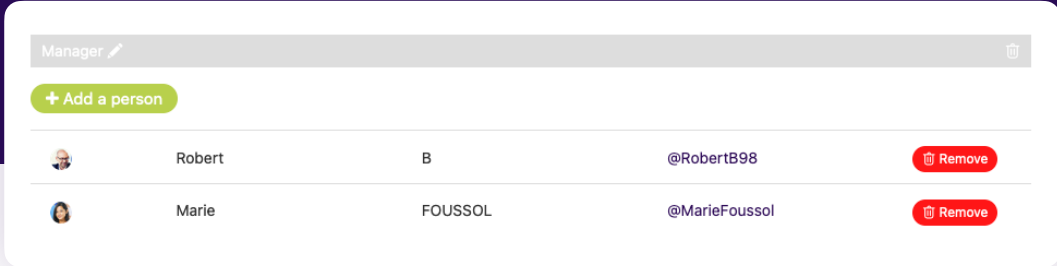 Manager
+ Add a person
Robert B @RobertB98 Remove
Marie FOUSSOL @MarieFoussol Remove